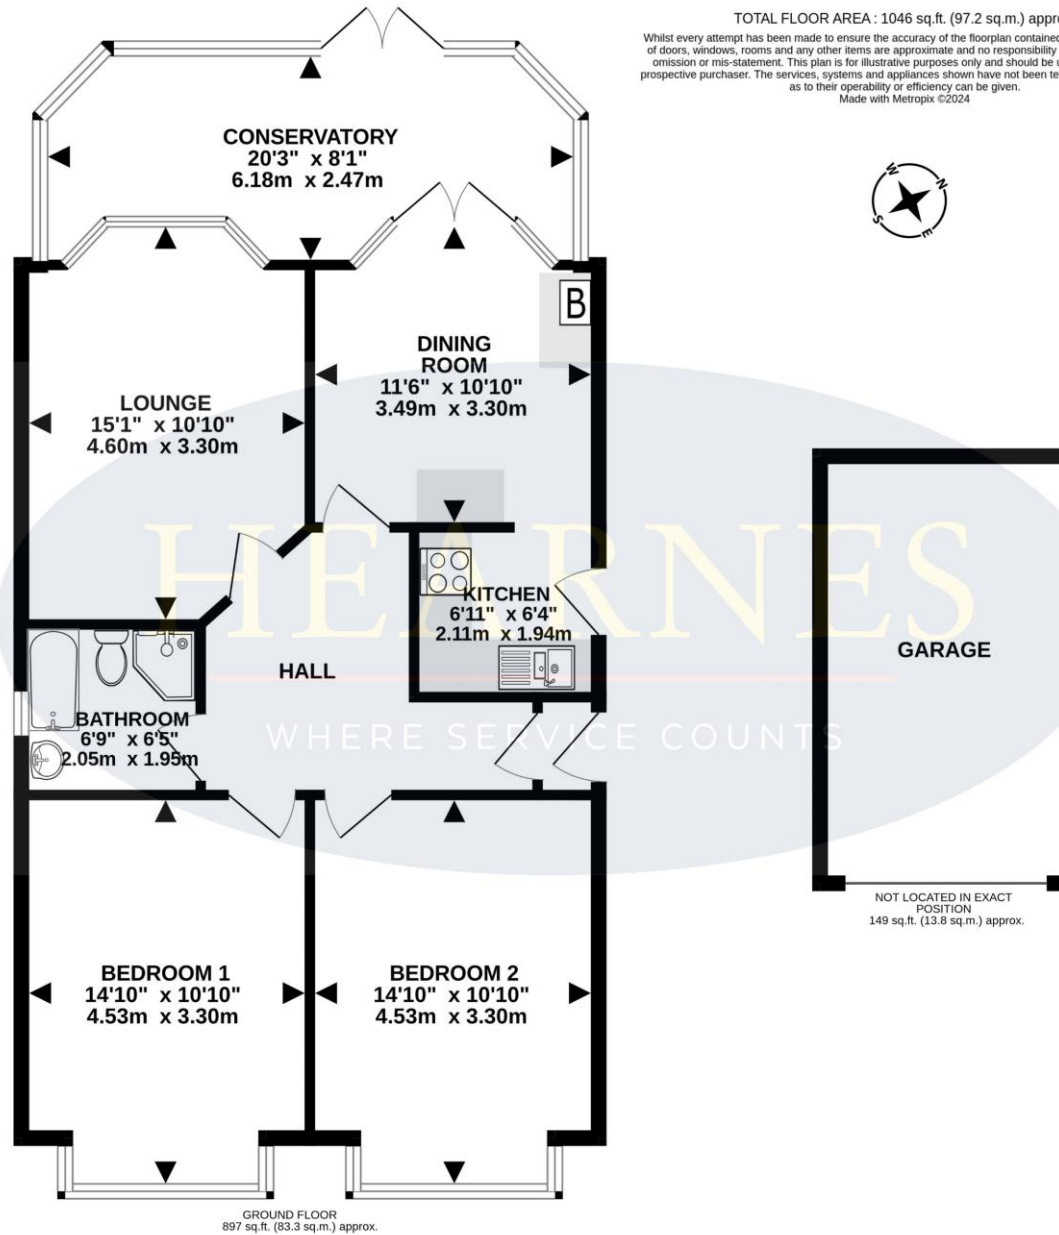 TOTAL FLOOR AREA : 1046 sq.ft. (97.2 sq.m.) appro
Whilst every attempt has been made to ensure the accuracy of the floorplan contained
of doors, windows, rooms and any other items are approximate and no responsibility
omission or mis-statement. This plan is for illustrative purposes only and should be u
prospective purchaser. The services, systems and appliances shown have not been te
as to their operability or efficiency can be given.
Made with Metropix ©2024
W
N
S
E
CONSERVATORY
20'3" x 8'1"
6.18m x 2.47m
B
DINING
ROOM
11'6" x 10'10"
3.49m x 3.30m
LOUNGE
15'1" x 10'10"
4.60m x 3.30m
HEARNES
WHERE SERVICE COUNTS
KITCHEN
6'11" x 6'4"
2.11m x 1.94m
HALL
GARAGE
BATHROOM
6'9" x 6'5"
2.05m x 1.95m
NOT LOCATED IN EXACT
POSITION
149 sq.ft. (13.8 sq.m.) approx.
BEDROOM 1
14'10" x 10'10"
4.53m x 3.30m
BEDROOM 2
14'10" x 10'10"
4.53m x 3.30m
GROUND FLOOR
897 sq.ft. (83.3 sq.m.) approx.